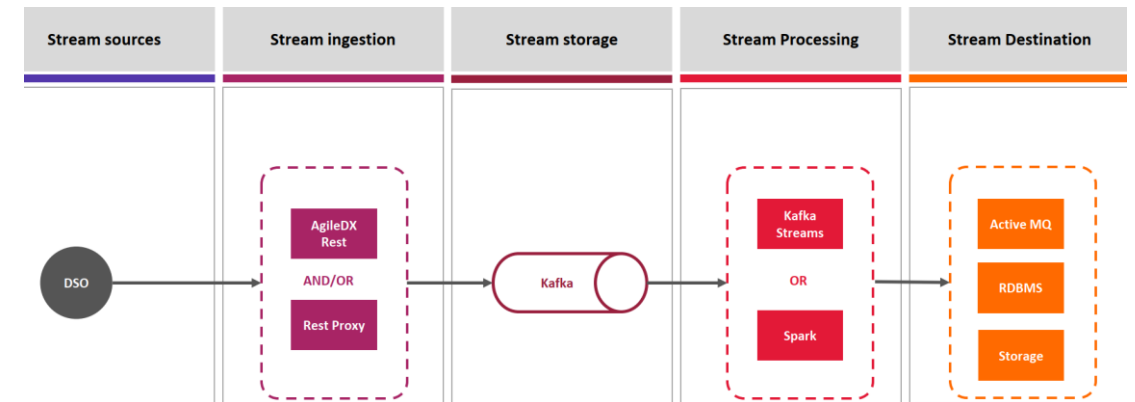 Stream sources
Stream ingestion
Stream storage
Stream Processing
Stream Destination
DSO
AgileDX
Rest
AND/OR
Rest Proxy
Kafka
Kafka
Streams
OR
Spark
Active MQ
RDBMS
Storage